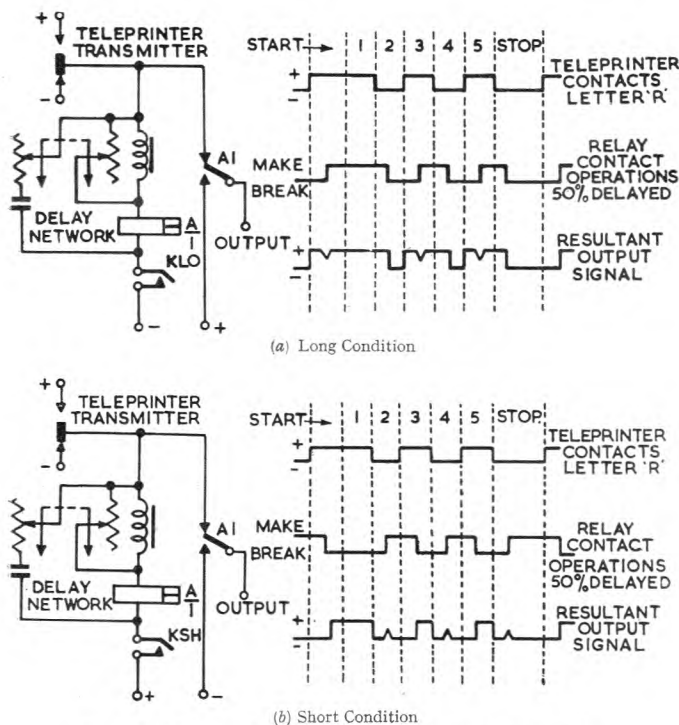 +
TELEPRINTER
TRANSMITTER
-
A1
DELAY
NETWORK
A
1
KLO
OUTPUT
-
+
START→ 1 2 3 4 5 STOP
+
-
TELEPRINTER
CONTACTS
LETTER 'R'
MAKE
BREAK
RELAY
CONTACT
OPERATIONS
50% DELAYED
+
-
RESULTANT
OUTPUT
SIGNAL
(a) Long Condition
+
TELEPRINTER
TRANSMITTER
-
A1
DELAY
NETWORK
A
1
KSH
OUTPUT
+
-
START→ 1 2 3 4 5 STOP
+
-
TELEPRINTER
CONTACTS
LETTER 'R'
MAKE
BREAK
RELAY
CONTACT
OPERATIONS
50% DELAYED
+
-
RESULTANT
OUTPUT
SIGNAL
(b) Short Condition